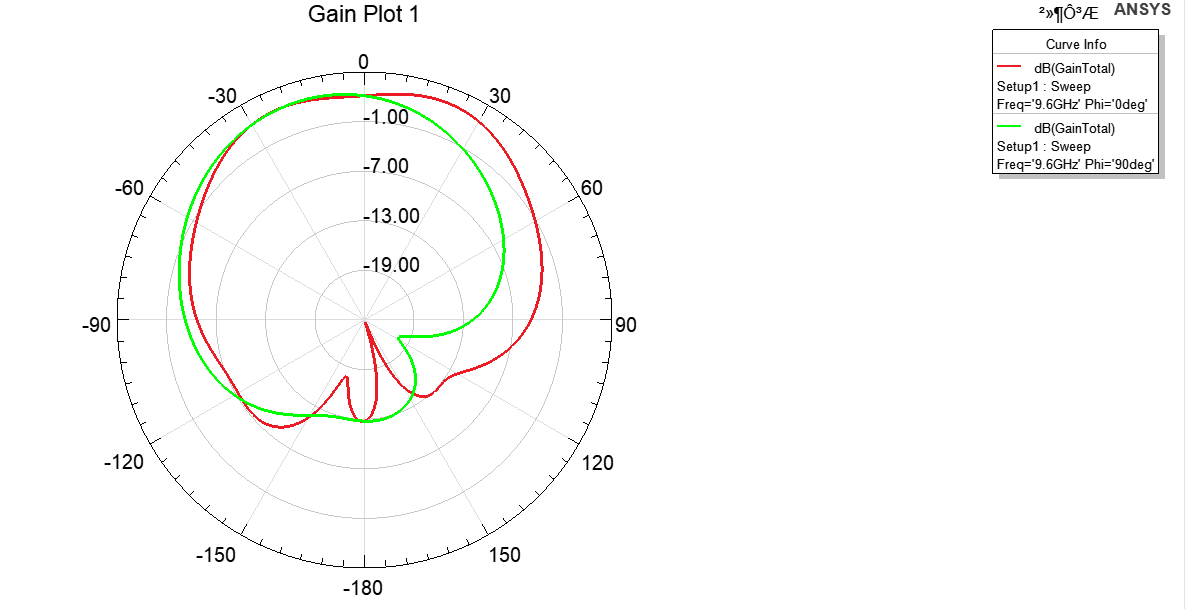 Gain Plot 1
²»¶Ô³Æ
ANSYS
Curve Info
dB(GainTotal)
Setup1 : Sweep
Freq='9.6GHz' Phi='0deg'
dB(GainTotal)
Setup1 : Sweep
Freq='9.6GHz' Phi='90deg'
0
-30
30
-1.00
-7.00
-60
60
-13.00
-19.00
-90
90
-120
120
-150
150
-180